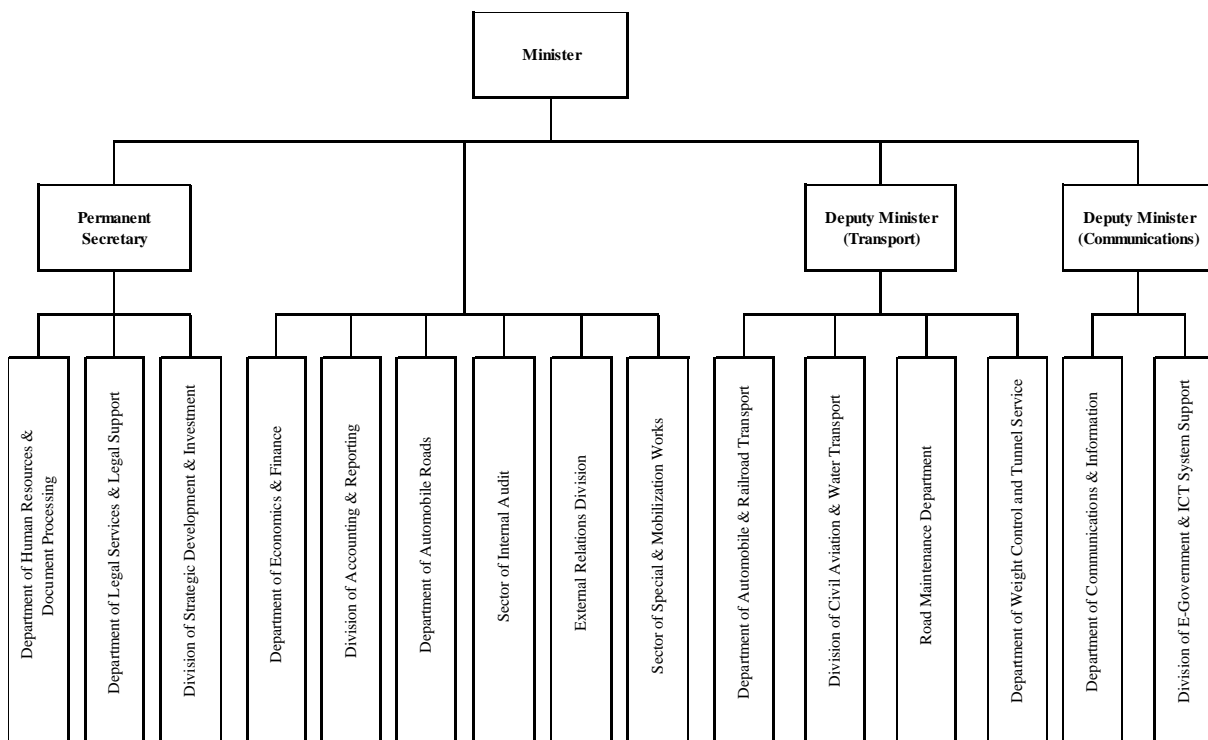 Minister
Permanent
Secretary
Deputy Minister
(Transport)
Deputy Minister
(Communications)
Department of Human Resources &
Document Processing
Department of Legal Services & Legal Support
Division of Strategic Development & Investment
Department of Economics & Finance
Division of Accounting & Reporting
Department of Automobile Roads
Sector of Internal Audit
External Relations Division
Sector of Special & Mobilization Works
Department of Automobile & Railroad Transport
Division of Civil Aviation & Water Transport
Road Maintenance Department
Department of Weight Control and Tunnel Service
Department of Communications & Information
Division of E-Government & ICT System Support